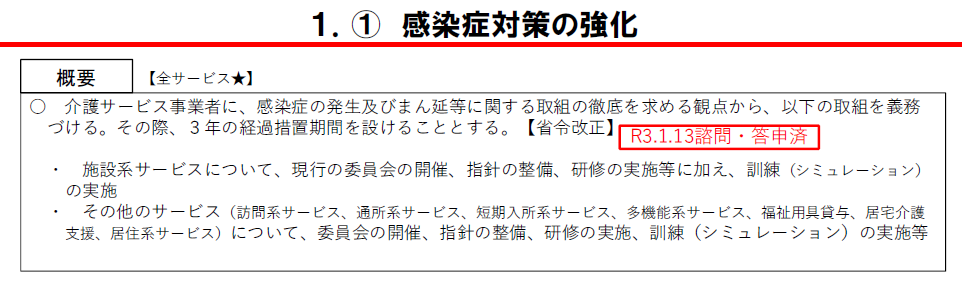 1. ① 感染症対策の強化
概要 【全サービス★】
○ 介護サービス事業者に、感染症の発生及びまん延等に関する取組の徹底を求める観点から、以下の取組を義務
づける。その際、３年の経過措置期間を設けることとする。【省令改正】 R3.1.13諮問・答申済
・ 施設系サービスについて、現行の委員会の開催、指針の整備、研修の実施等に加え、訓練（シミュレーション）
の実施
・ その他のサービス（訪問系サービス、通所系サービス、短期入所系サービス、多機能系サービス、福祉用具貸与、居宅介護
支援、居住系サービス）について、委員会の開催、指針の整備、研修の実施、訓練（シミュレーション）の実施等